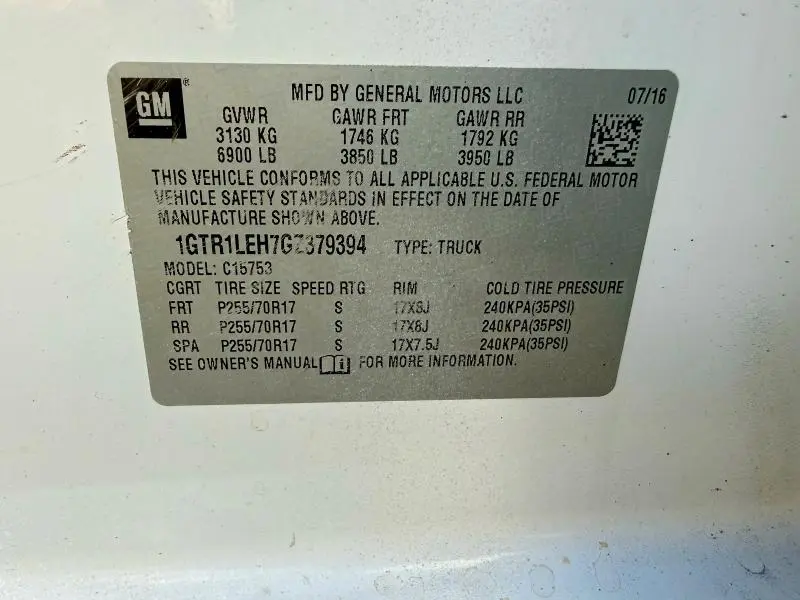 GM ®
MFD BY GENERAL MOTORS LLC 07/16
GVWR GAWR FRT GAWR RR
3130 KG 1746 KG 1792 KG
6900 LB 3850 LB 3950 LB
THIS VEHICLE CONFORMS TO ALL APPLICABLE U.S. FEDERAL MOTOR
VEHICLE SAFETY STANDARDS IN EFFECT ON THE DATE OF
MANUFACTURE SHOWN ABOVE.
1GTR1LEH7GZ379394 TYPE: TRUCK
MODEL: C15753
CGRT TIRE SIZE SPEED RTG RIM COLD TIRE PRESSURE
FRT P255/70R17 S 17X8J 240KPA(35PSI)
RR P255/70R17 S 17X8J 240KPA(35PSI)
SPA P255/70R17 S 17X7.5J 240KPA(35PSI)
SEE OWNER'S MANUAL i FOR MORE INFORMATION.